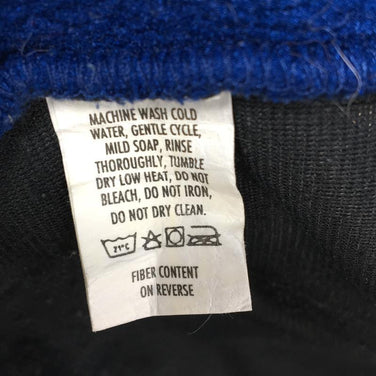 MACHINE WASH COLD
WATER, GENTLE CYCLE,
MILD SOAP, RINSE
THOROUGHLY, TUMBLE
DRY LOW HEAT, DO NOT
BLEACH, DO NOT IRON,
DO NOT DRY CLEAN.
21°C
FIBER CONTENT
ON REVERSE